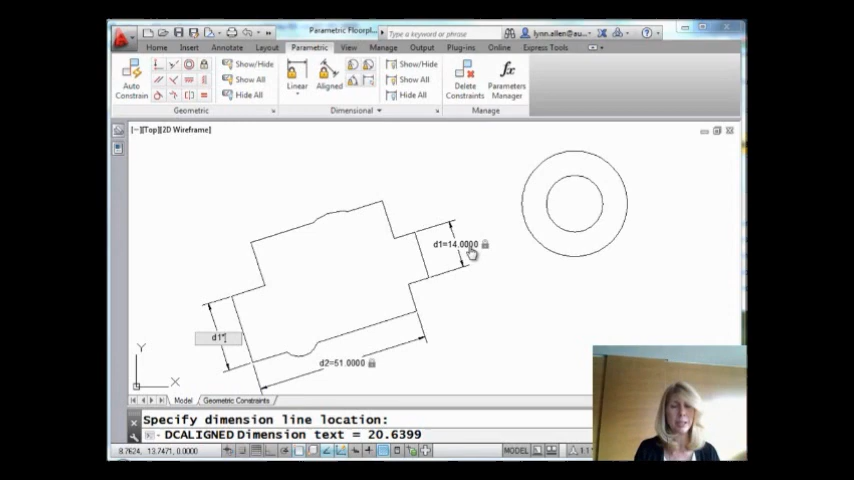 Parametric Floorpl...
Type a keyword or phrase
lynn.allen@au...
Home Insert Annotate Layout Parametric View Manage Output Plug-ins Online Express Tools
Auto Constrain
Show/Hide
Show All
Hide All
Linear
Aligned
Show/Hide
Show All
Hide All
Delete Constraints
Parameters Manager
fx
Geometric
Dimensional
Manage
[−][Top][2D Wireframe]
d1=14.0000
d1*
d2=51.0000
Y
X
Model Geometric Constraints
Specify dimension line location:
DCALIGNED Dimension text = 20.6399
8.7624, 13.7471, 0.0000
MODEL